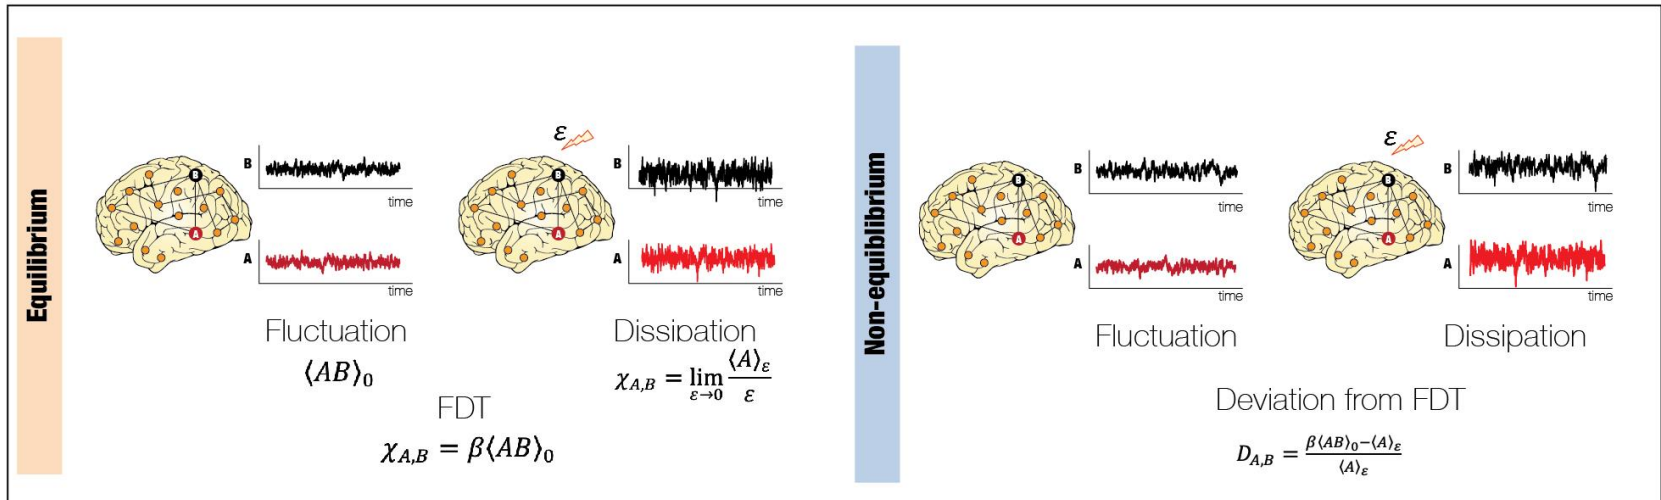 Equilibrium
B
time
A
time
B
A
Fluctuation
⟨AB⟩₀
ε
B
time
A
time
B
A
Dissipation
χ_{A,B} = lim_{ε→0} ⟨A⟩_ε / ε
FDT
χ_{A,B} = β⟨AB⟩₀
Non-equiblibrium
B
time
A
time
B
A
Fluctuation
ε
B
time
A
time
B
A
Dissipation
Deviation from FDT
D_{A,B} = β⟨AB⟩₀−⟨A⟩_ε / ⟨A⟩_ε